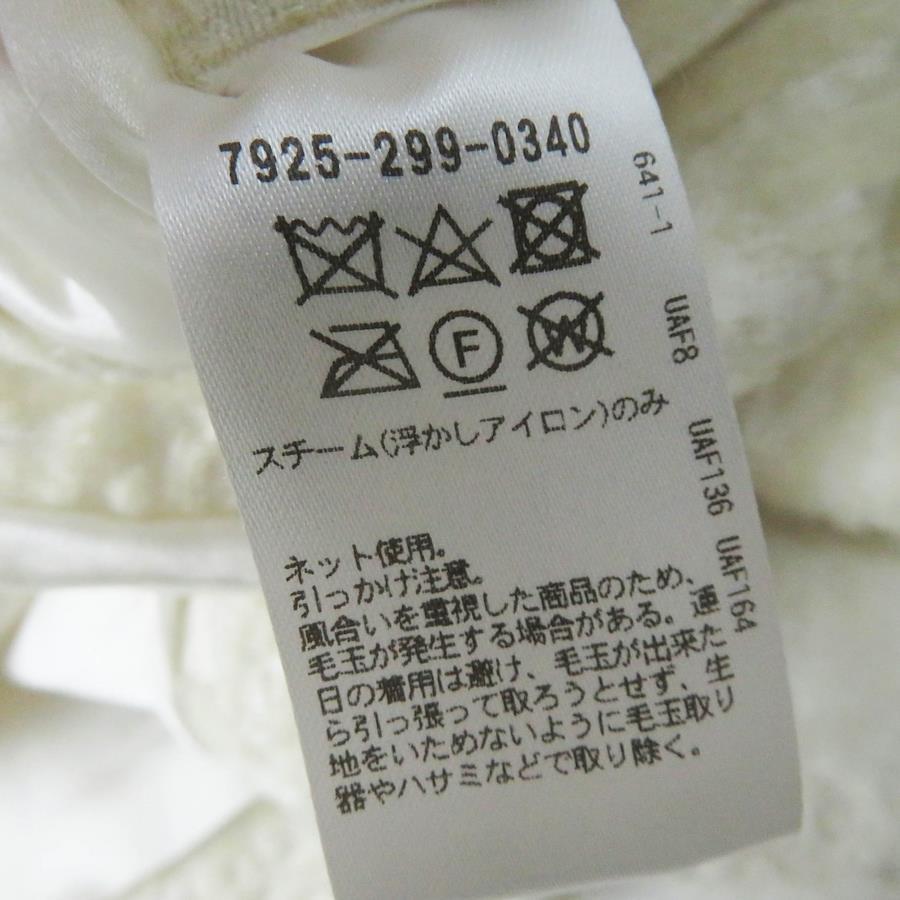 7925-299-0340
641-1
UAF8
UAF136
UAF164
F
W
スチーム(浮かしアイロン)のみ
ネット使用。
引っかけ注意。
風合いを重視した商品のため、
毛玉が発生する場合がある。連
日の着用は避け、毛玉が出来た
ら引っ張って取ろうとせず、生
地をいためないように毛玉取り
器やハサミなどで取り除く。